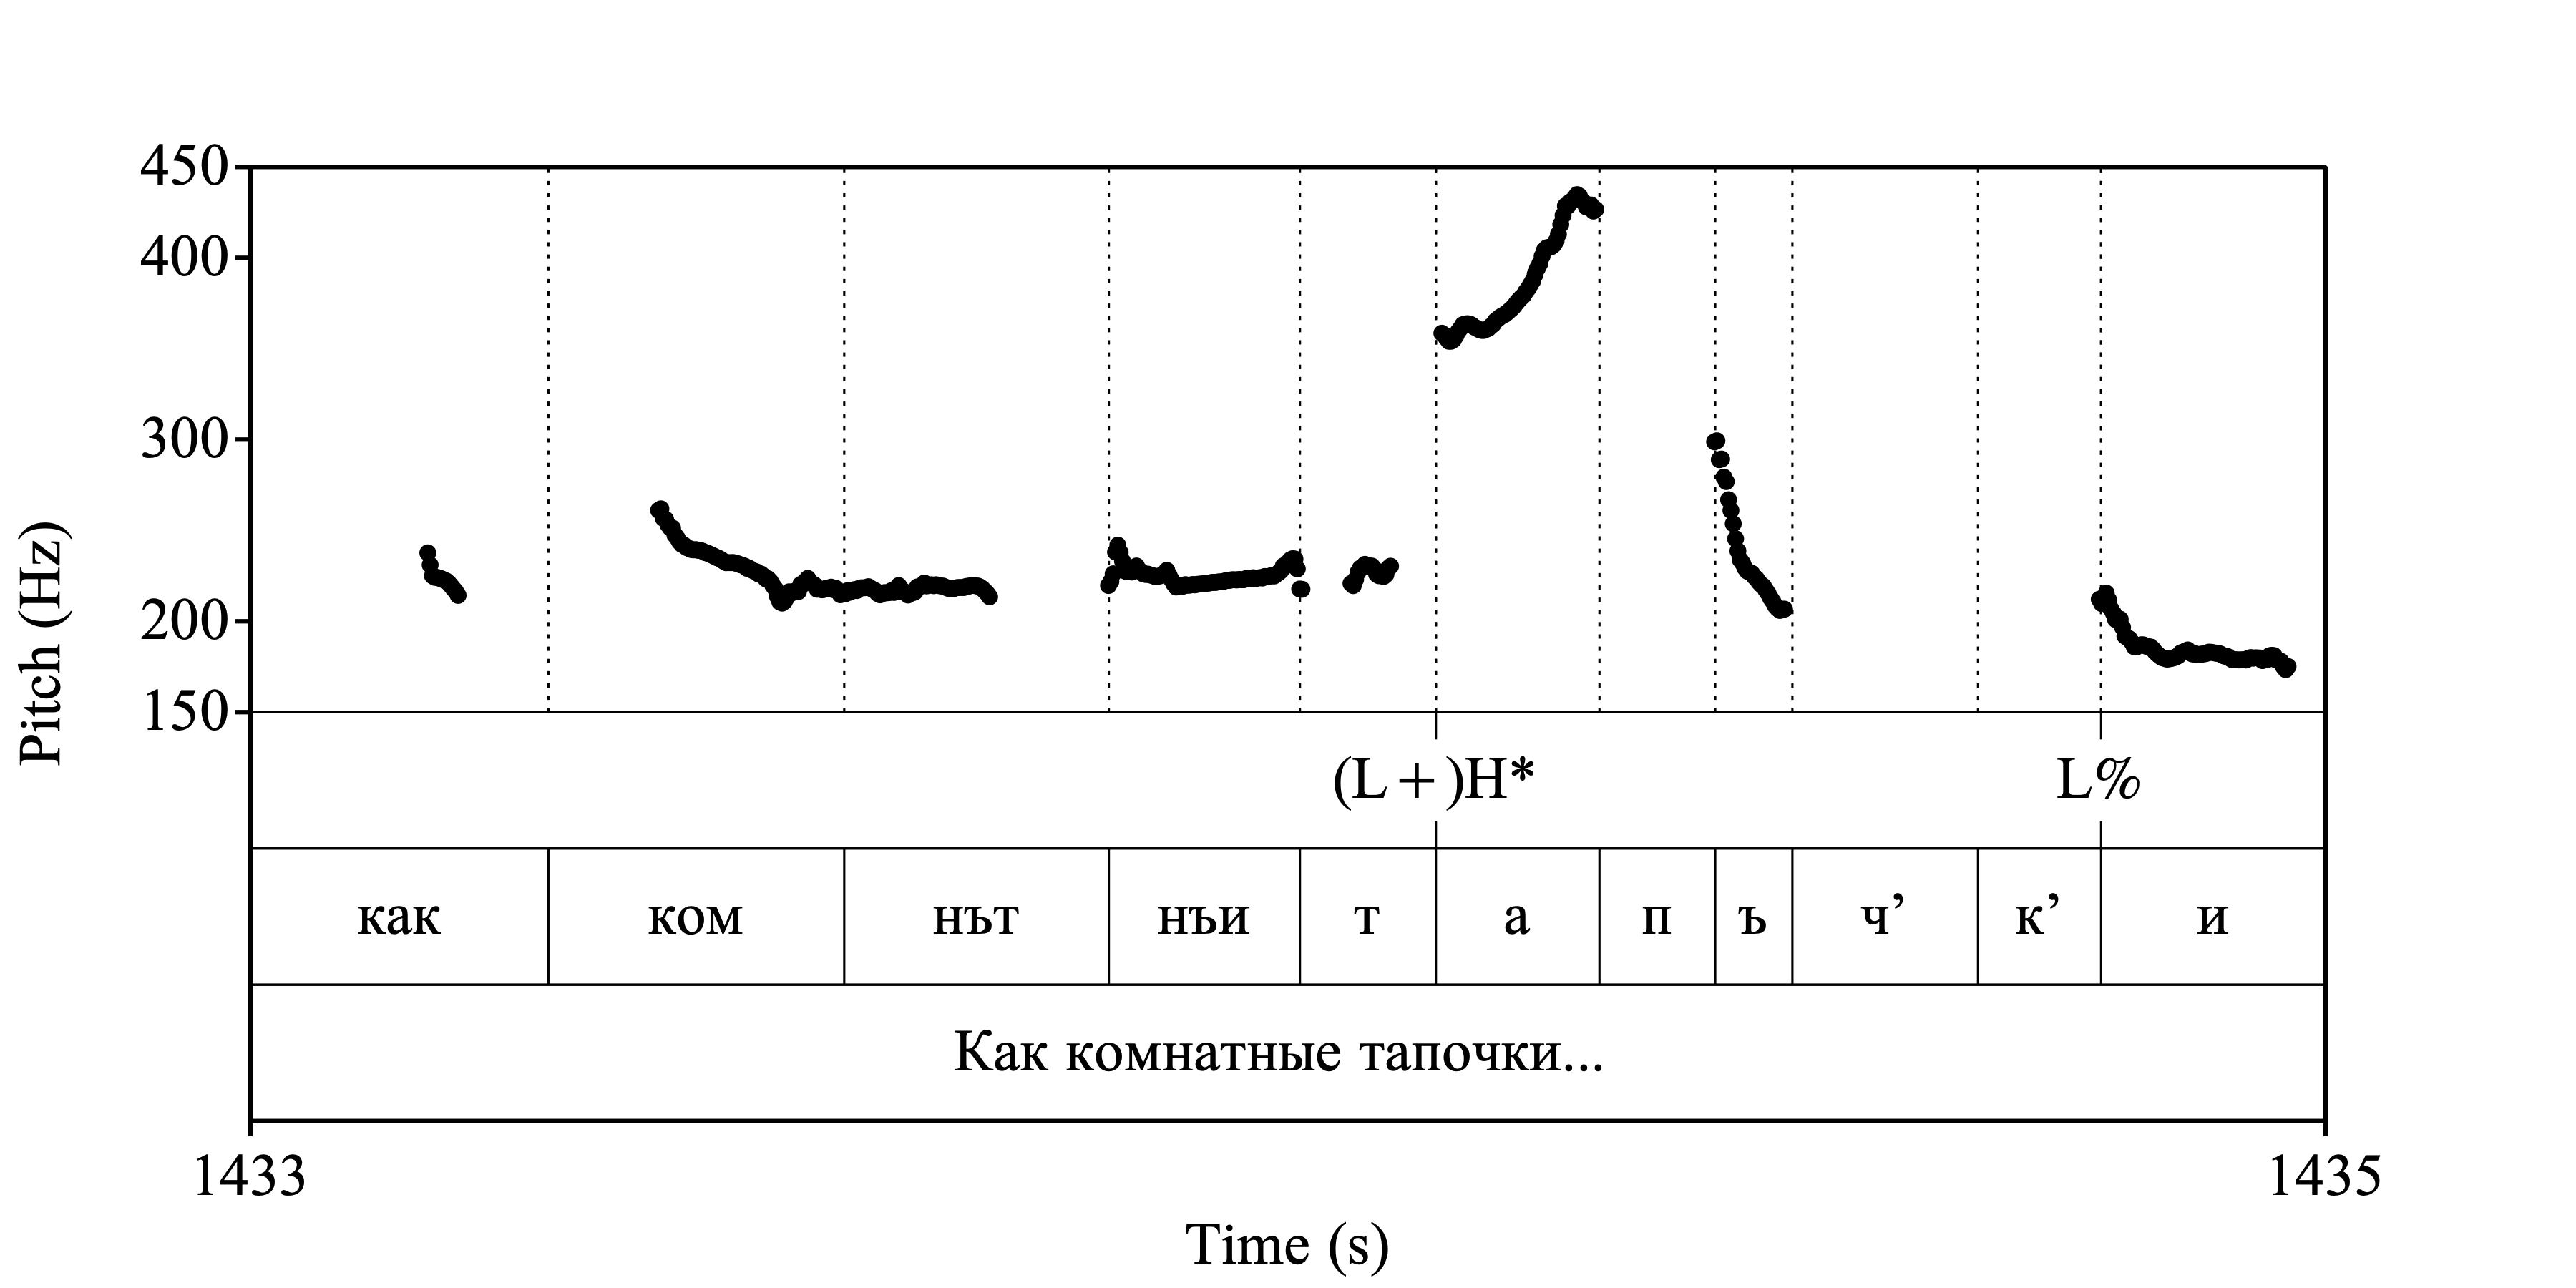 450
400
300
200
150
Pitch (Hz)
(L+)H* L%
как ком нът нъи т а п ъ ч’ к’ и
Как комнатные тапочки...
1433 1435
Time (s)